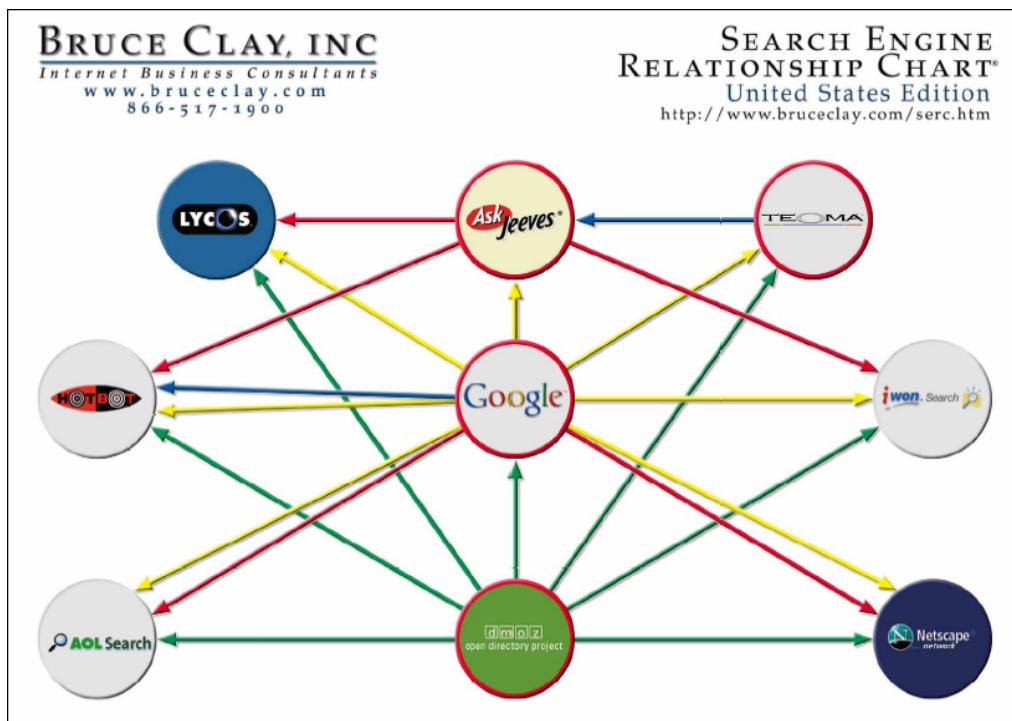 BRUCE CLAY, INC
Internet Business Consultants
www.bruceclay.com
866-517-1900
SEARCH ENGINE
RELATIONSHIP CHART®
United States Edition
http://www.bruceclay.com/serc.htm
LYCOS
Ask
Jeeves®
TEOMA
HOTBOT
Google
iwon. Search
AOL Search
dmoz
open directory project
Netscape
network